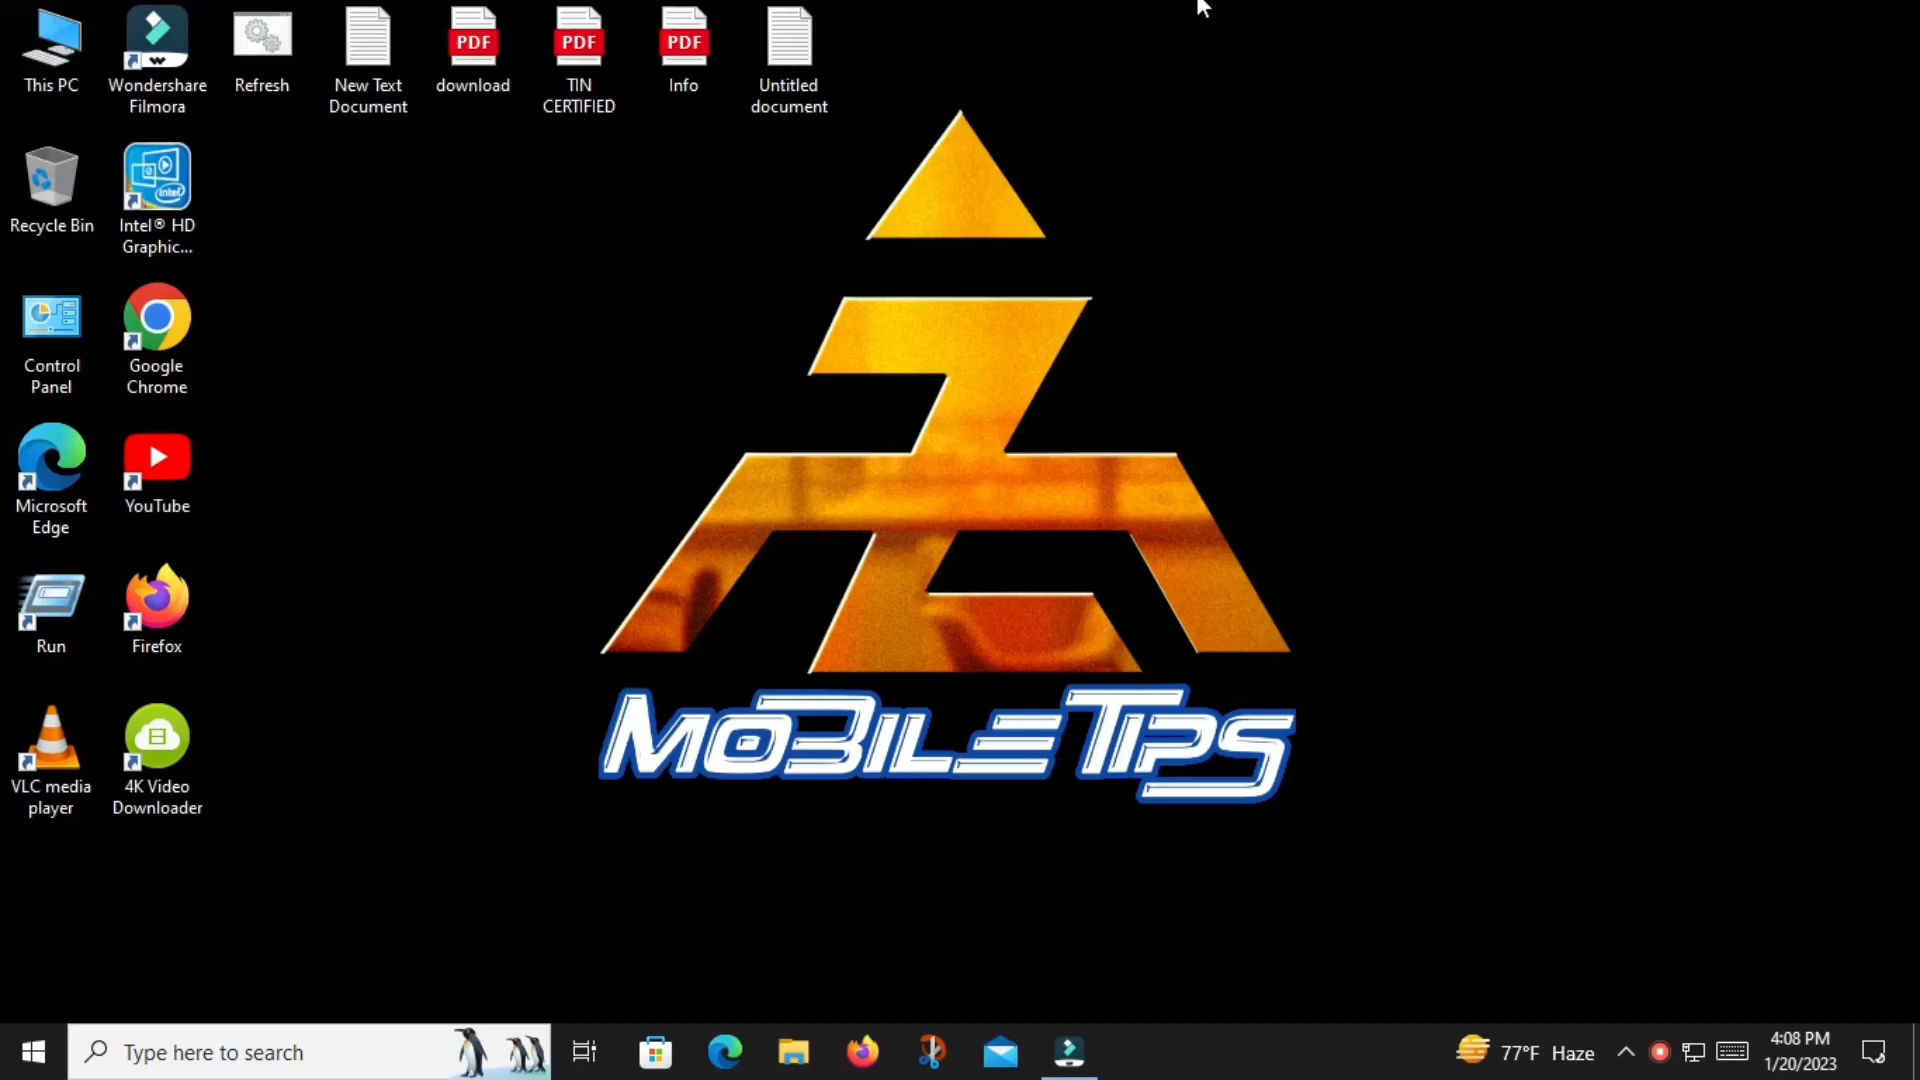 This PC
Wondershare
Filmora
Refresh
New Text
Document
PDF
download
PDF
TIN
CERTIFIED
PDF
Info
Untitled
document
Recycle Bin
intel
Intel® HD
Graphic...
Control
Panel
Google
Chrome
Microsoft
Edge
YouTube
Run
Firefox
VLC media
player
4K Video
Downloader
MOBILE TIPS
Type here to search
77°F Haze
4:08 PM
1/20/2023